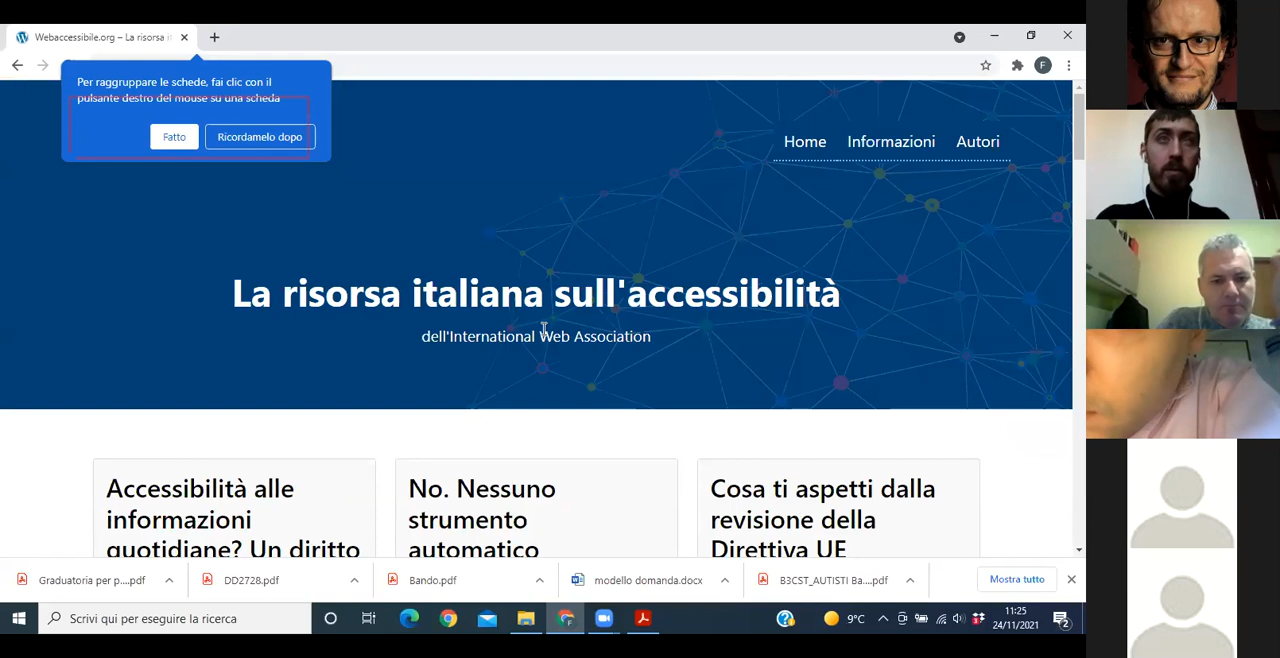 Webaccessibile.org – La risorsa i
Per raggruppare le schede, fai clic con il
pulsante destro del mouse su una scheda
Fatto
Ricordamelo dopo
F
Home
Informazioni
Autori
La risorsa italiana sull'accessibilità
dell'International Web Association
Accessibilità alle
informazioni
quotidiane? Un diritto
No. Nessuno
strumento
automatico
Cosa ti aspetti dalla
revisione della
Direttiva UE
Graduatoria per p....pdf
DD2728.pdf
Bando.pdf
modello domanda.docx
B3CST_AUTISTI Ba....pdf
Mostra tutto
Scrivi qui per eseguire la ricerca
9°C
11:25
24/11/2021
2